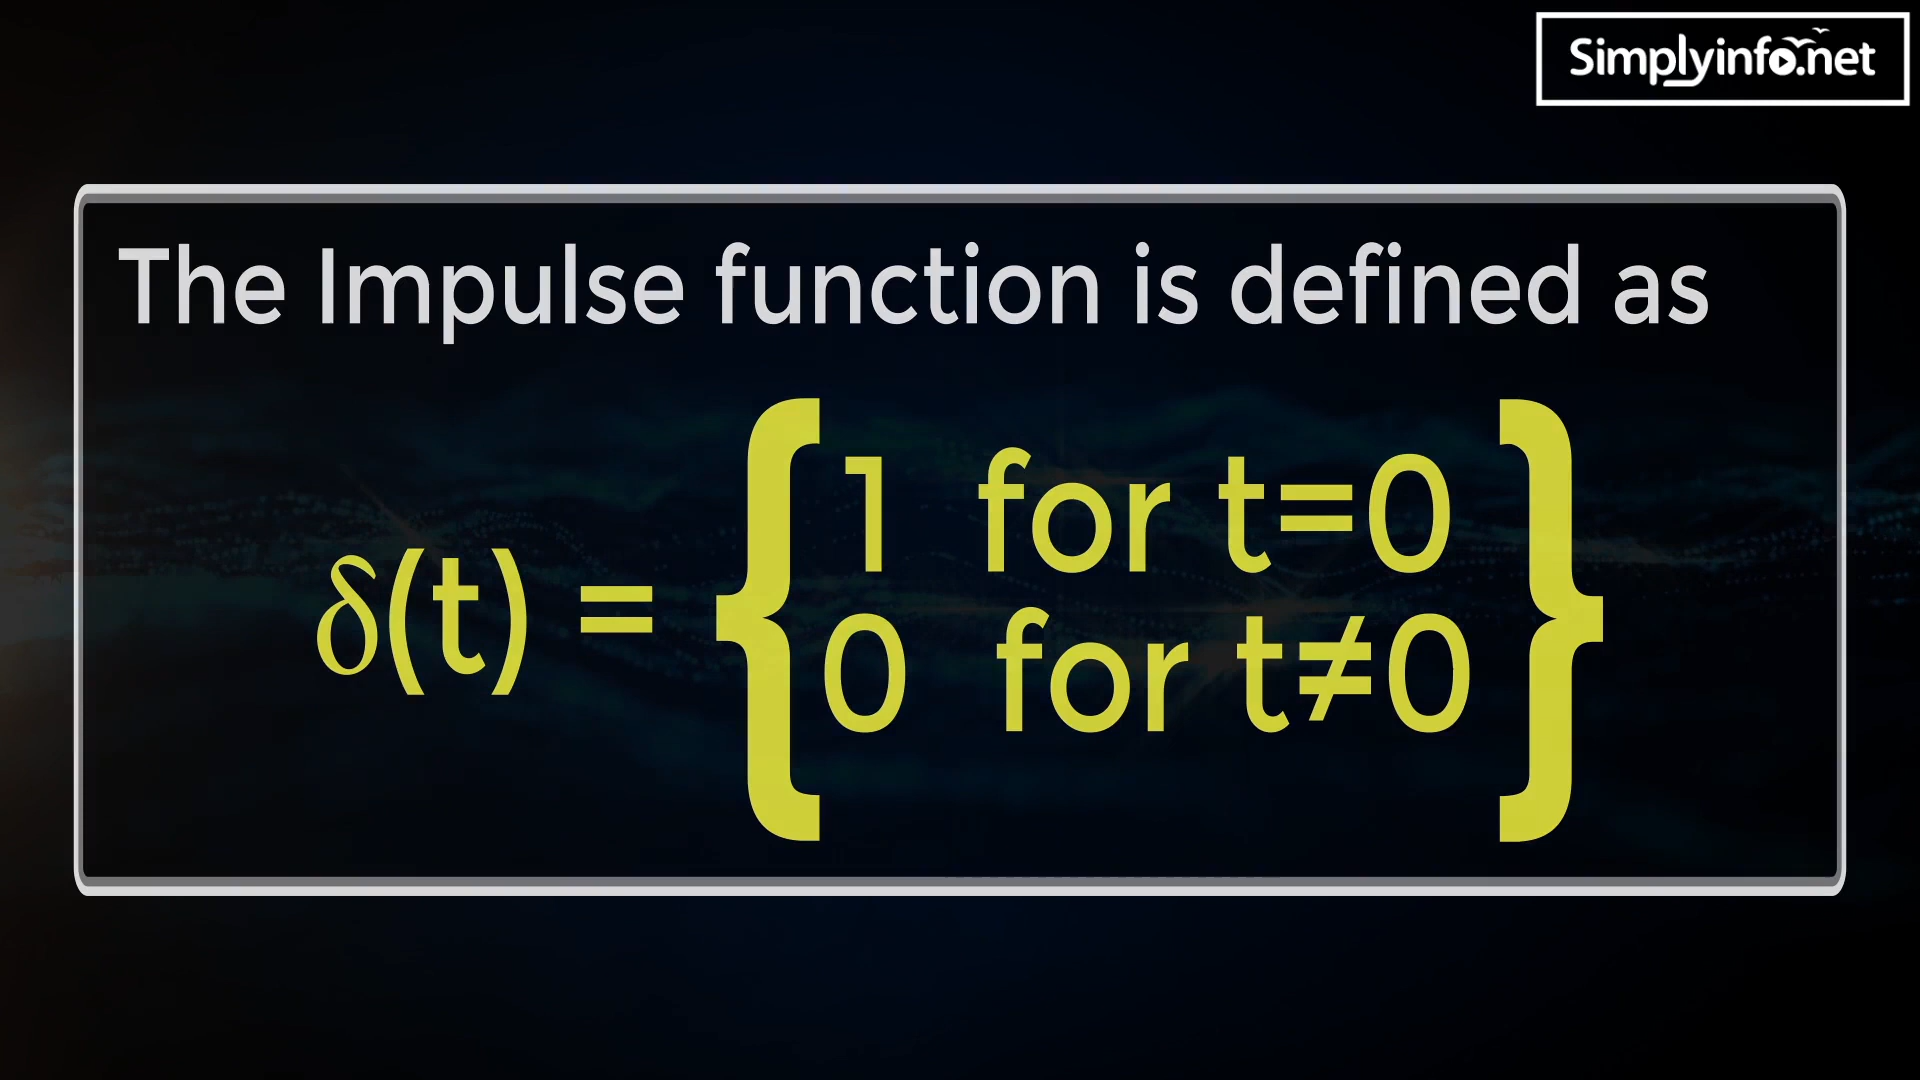 Simplyinfo.net
The Impulse function is defined as
δ(t) = {1 for t=0
0 for t≠0}